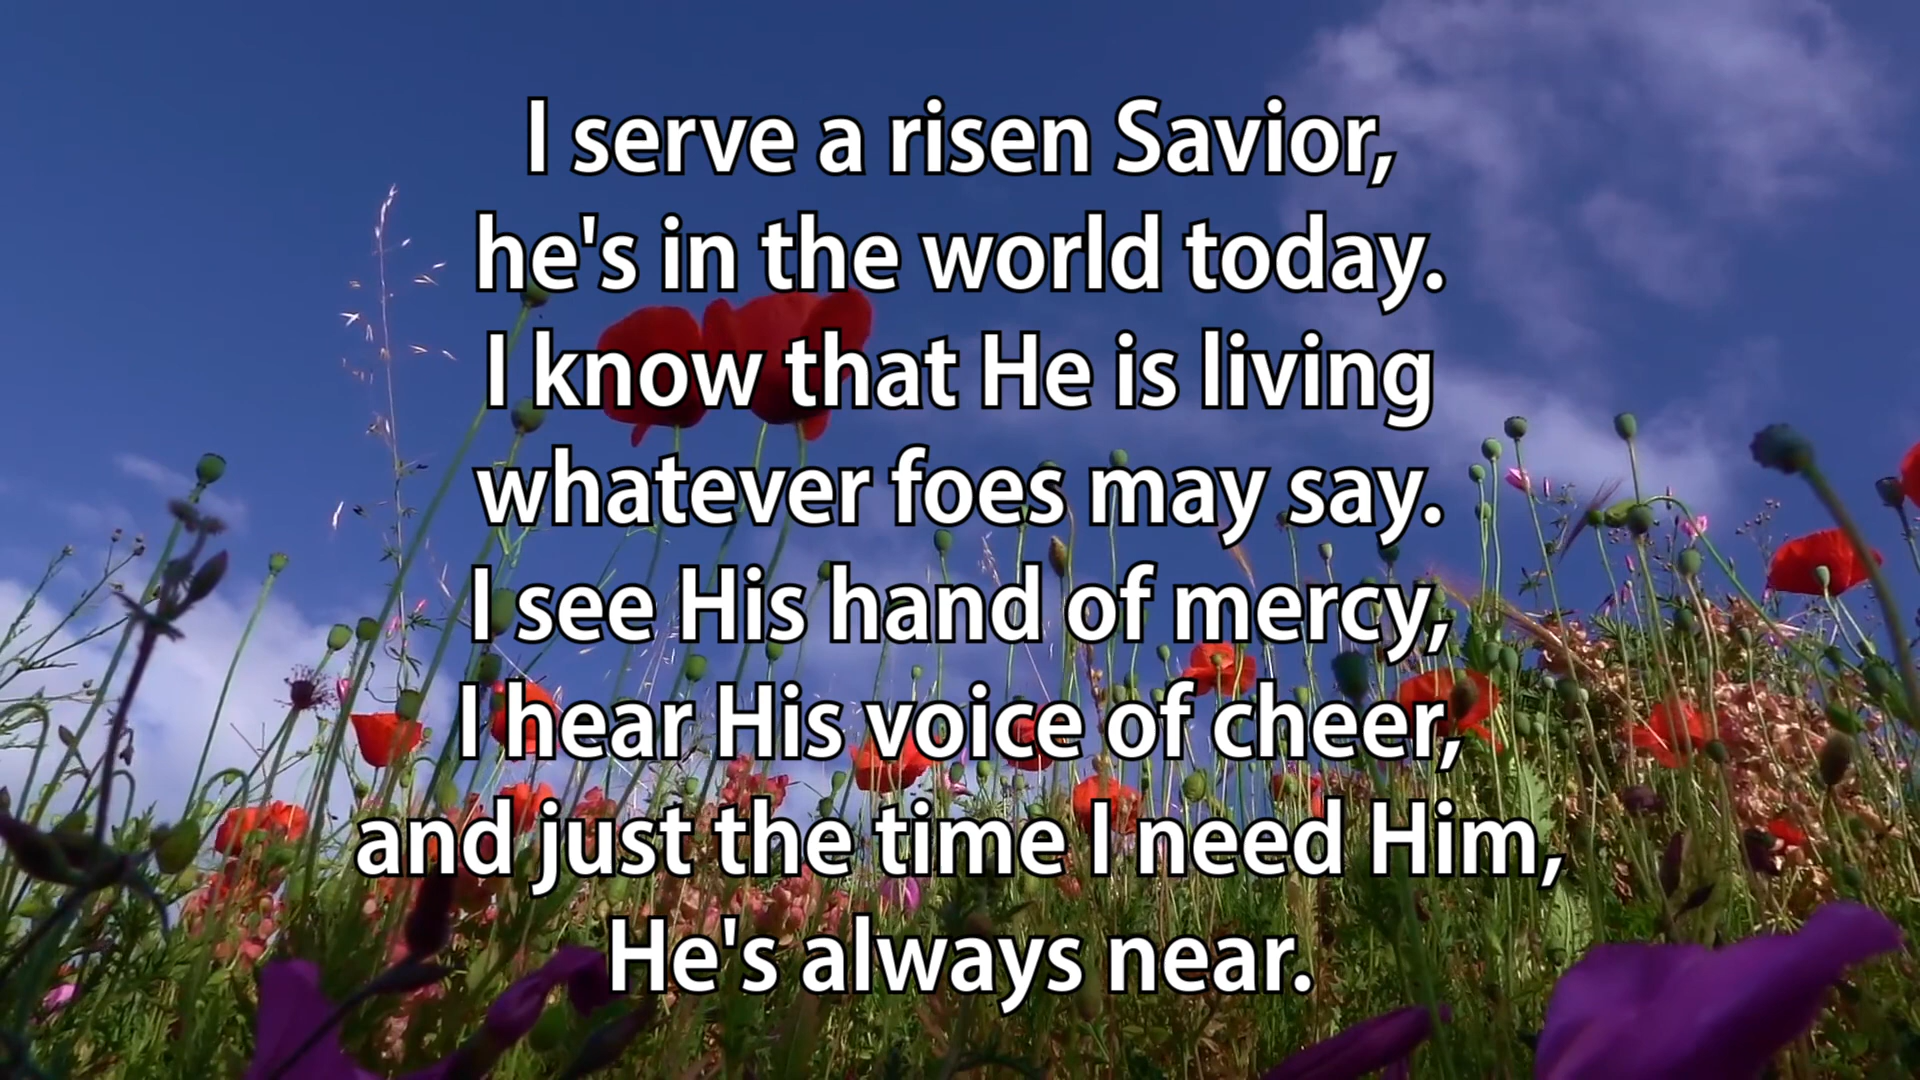 I serve a risen Savior,
he's in the world today.
I know that He is living
whatever foes may say.
I see His hand of mercy,
I hear His voice of cheer,
and just the time I need Him,
He's always near.